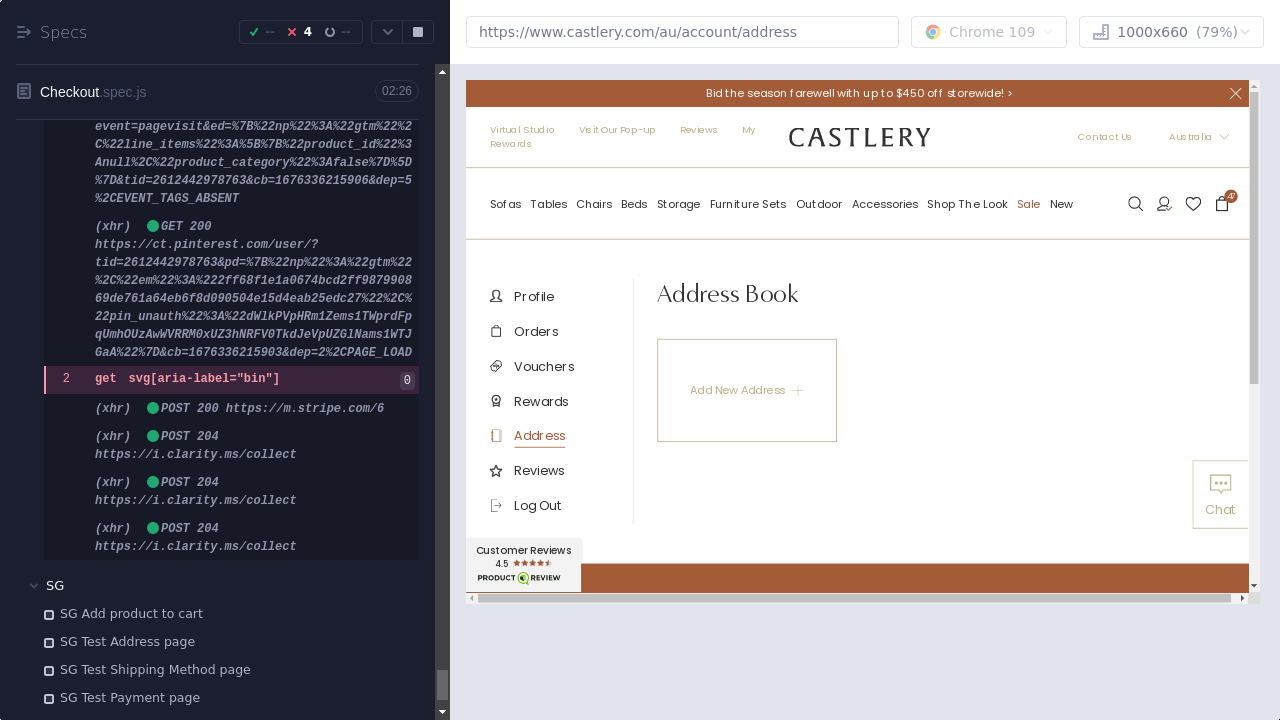 Specs
--
4
--
Checkout.spec.js
02:26
event=pagevisit&ed=%7B%22np%22%3A%22gtm%22%2
C%22line_items%22%3A%5B%7B%22product_id%22%3
Anull%2C%22product_category%22%3Afalse%7D%5D
%7D&tid=2612442978763&cb=1676336215906&dep=5
%2CEVENT_TAGS_ABSENT
(xhr) GET 200
https://ct.pinterest.com/user/?
tid=2612442978763&pd=%7B%22np%22%3A%22gtm%22
%2C%22em%22%3A%222ff68f1e1a0674bcd2ff9879908
69de761a64eb6f8d090504e15d4eab25edc27%22%2C%
22pin_unauth%22%3A%22dWlkPVpHRm1Zems1TWprdFp
qUmhOUzAwWVRRM0xUZ3hNRFV0TkdJeVpUZGlNams1WTJ
GaA%22%7D&cb=1676336215903&dep=2%2CPAGE_LOAD
2 get svg[aria-label="bin"] 0
(xhr) POST 200 https://m.stripe.com/6
(xhr) POST 204
https://i.clarity.ms/collect
(xhr) POST 204
https://i.clarity.ms/collect
(xhr) POST 204
https://i.clarity.ms/collect
SG
SG Add product to cart
SG Test Address page
SG Test Shipping Method page
SG Test Payment page
https://www.castlery.com/au/account/address
Chrome 109
1000x660 (79%)
Bid the season farewell with up to $450 off storewide! >
Virtual Studio Visit Our Pop-up Reviews My
Rewards
CASTLERY
Contact Us
Australia
Sofas Tables Chairs Beds Storage Furniture Sets Outdoor Accessories Shop The Look Sale New
47
Profile
Orders
Vouchers
Rewards
Address
Reviews
Log Out
Address Book
Add New Address
Chat
Customer Reviews
4.5
PRODUCT REVIEW